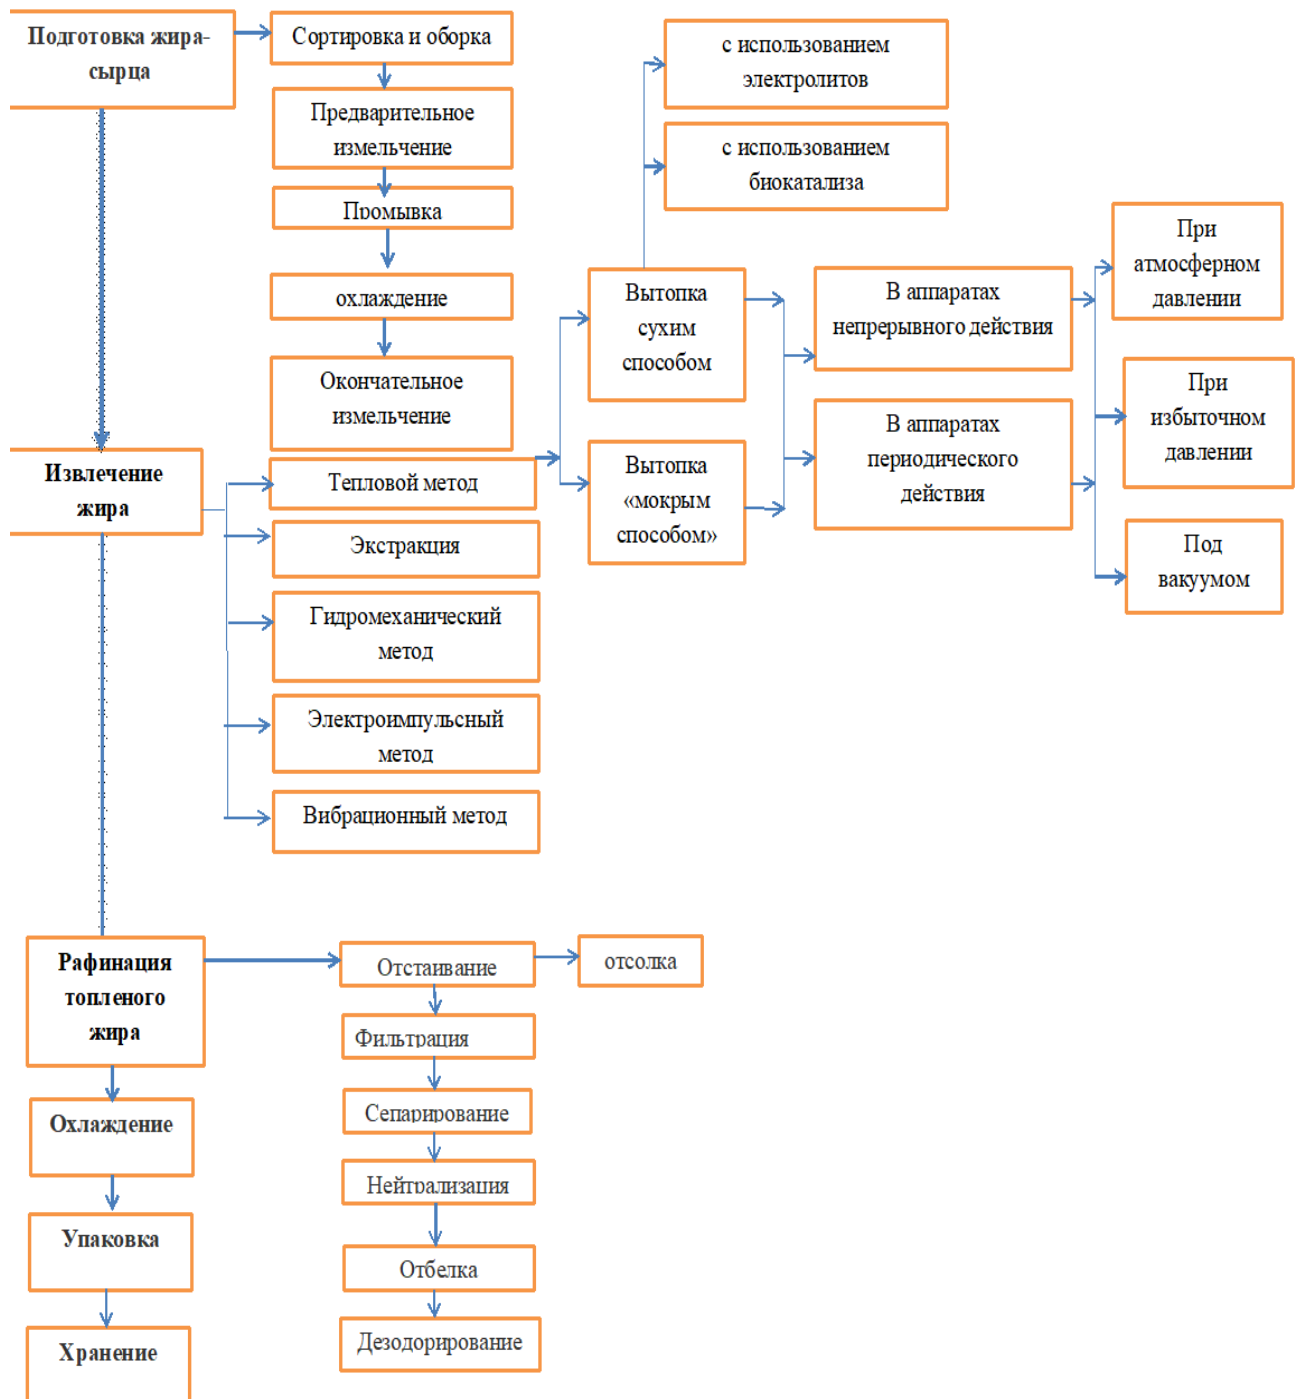 Подготовка жира-
сырца
Сортировка и оборка
Предварительное
измельчение
Промывка
охлаждение
Окончательное
измельчение
с использованием
электролитов
с использованием
биокатализа
Извлечение
жира
Тепловой метод
Экстракция
Гидромеханический
метод
Электроимпульсный
метод
Вибрационный метод
Вытопка
сухим
способом
Вытопка
«мокрым
способом»
В аппаратах
непрерывного действия
В аппаратах
периодического
действия
При
атмосферном
давлении
При
избыточном
давлении
Под
вакуумом
Рафинация
топленого
жира
Отстаивание
отсолка
Фильтрация
Сепарирование
Нейтрализация
Отбелка
Дезодорирование
Охлаждение
Упаковка
Хранение